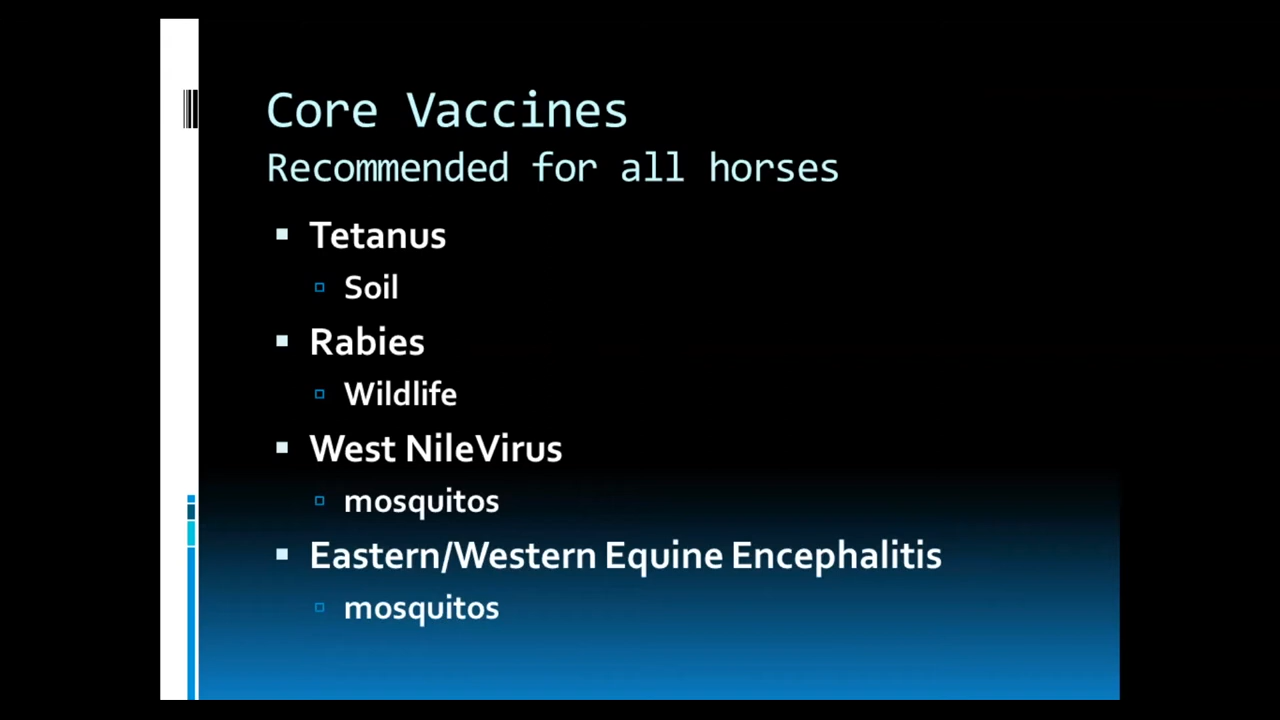 Core Vaccines
Recommended for all horses
Tetanus
Soil
Rabies
Wildlife
West NileVirus
mosquitos
Eastern/Western Equine Encephalitis
mosquitos